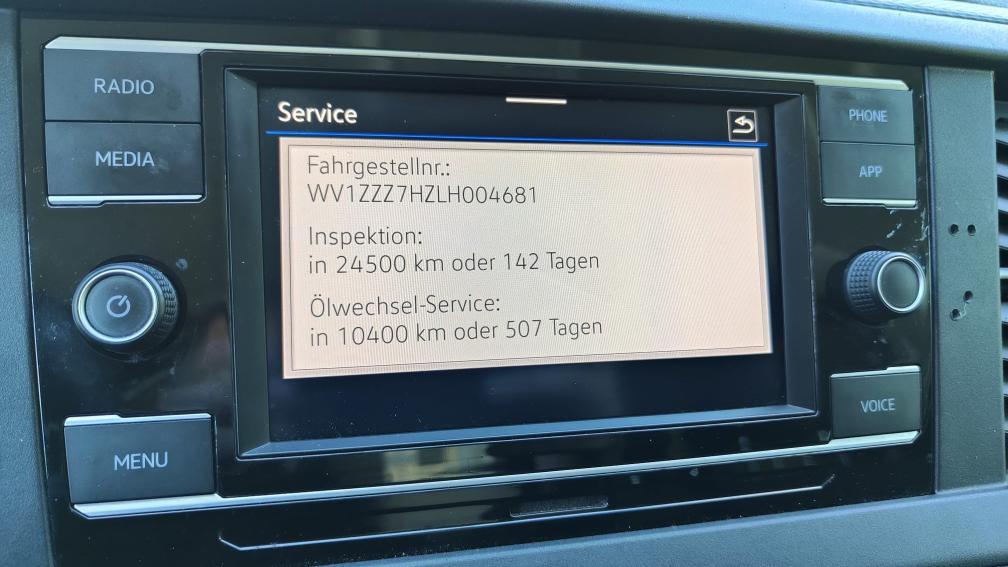 RADIO
MEDIA
MENU
Service
Fahrgestellnr.:
WV1ZZZ7HZLH004681
Inspektion:
in 24500 km oder 142 Tagen
Ölwechsel-Service:
in 10400 km oder 507 Tagen
PHONE
APP
VOICE